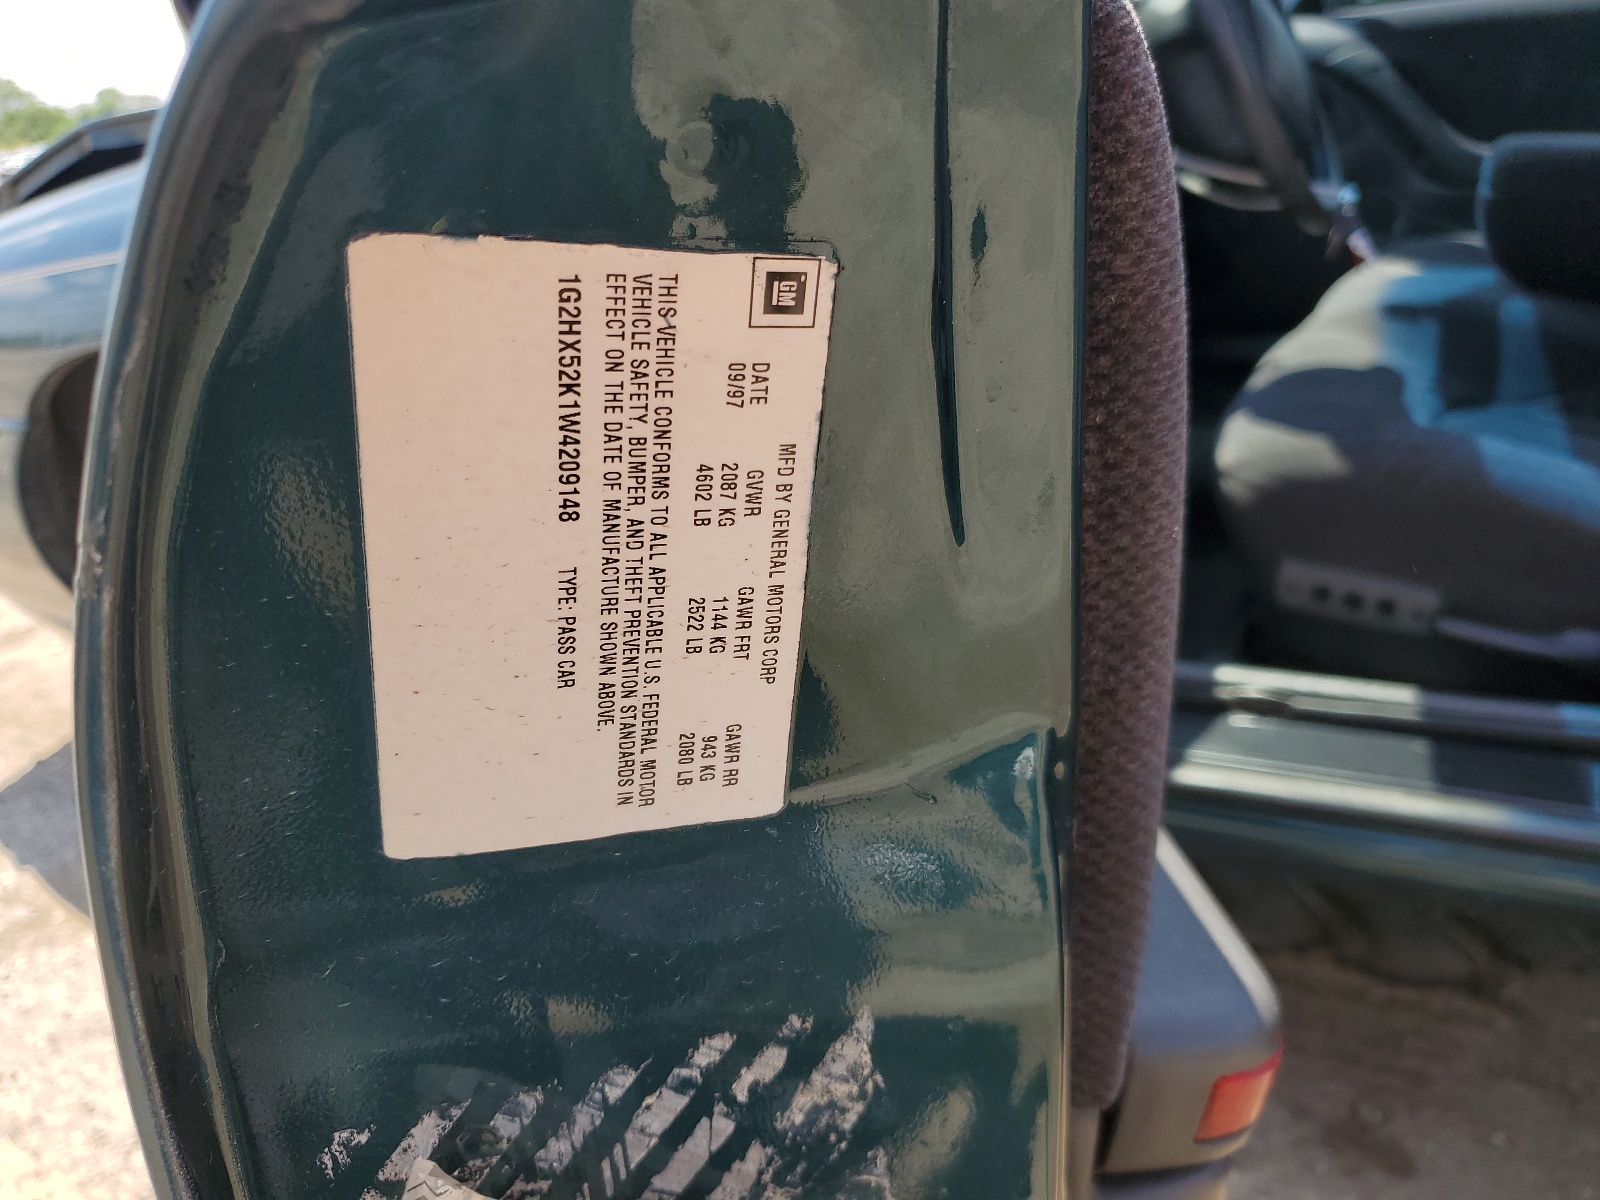 GM
MFD BY GENERAL MOTORS CORP
DATE GVWR GAWR FRT GAWR RR
09/97 2087 KG 1144 KG 943 KG
4602 LB 2522 LB 2080 LB
THIS VEHICLE CONFORMS TO ALL APPLICABLE U.S. FEDERAL MOTOR
VEHICLE SAFETY, BUMPER, AND THEFT PREVENTION STANDARDS IN
EFFECT ON THE DATE OF MANUFACTURE SHOWN ABOVE.
1G2HX52K1W4209148 TYPE: PASS CAR